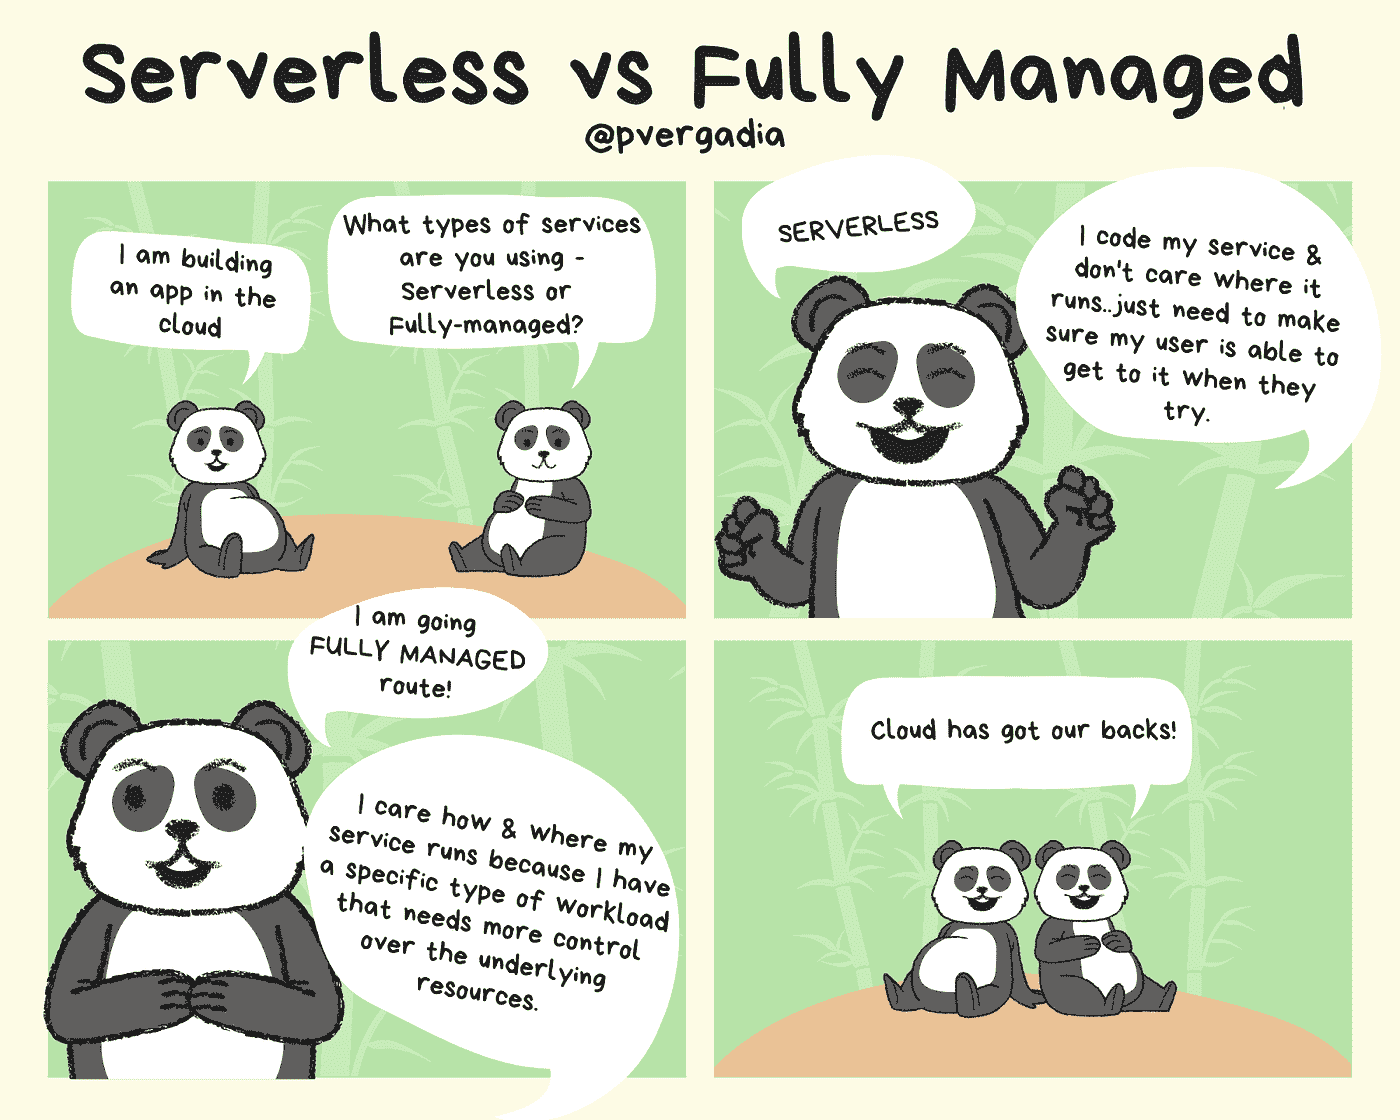 Serverless vs Fully Managed
@pvergadia
I am building
an app in the
cloud
What types of services
are you using -
Serverless or
Fully-managed?
SERVERLESS
I code my service &
don't care where it
runs..just need to make
sure my user is able to
get to it when they
try.
I am going
FULLY MANAGED
route!
I care how & where my
service runs because I have
a specific type of workload
that needs more control
over the underlying
resources.
Cloud has got our backs!